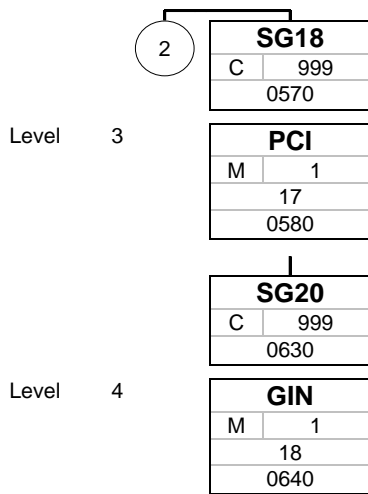 2
SG18
C 999
0570
Level 3
PCI
M 1
17
0580
SG20
C 999
0630
Level 4
GIN
M 1
18
0640